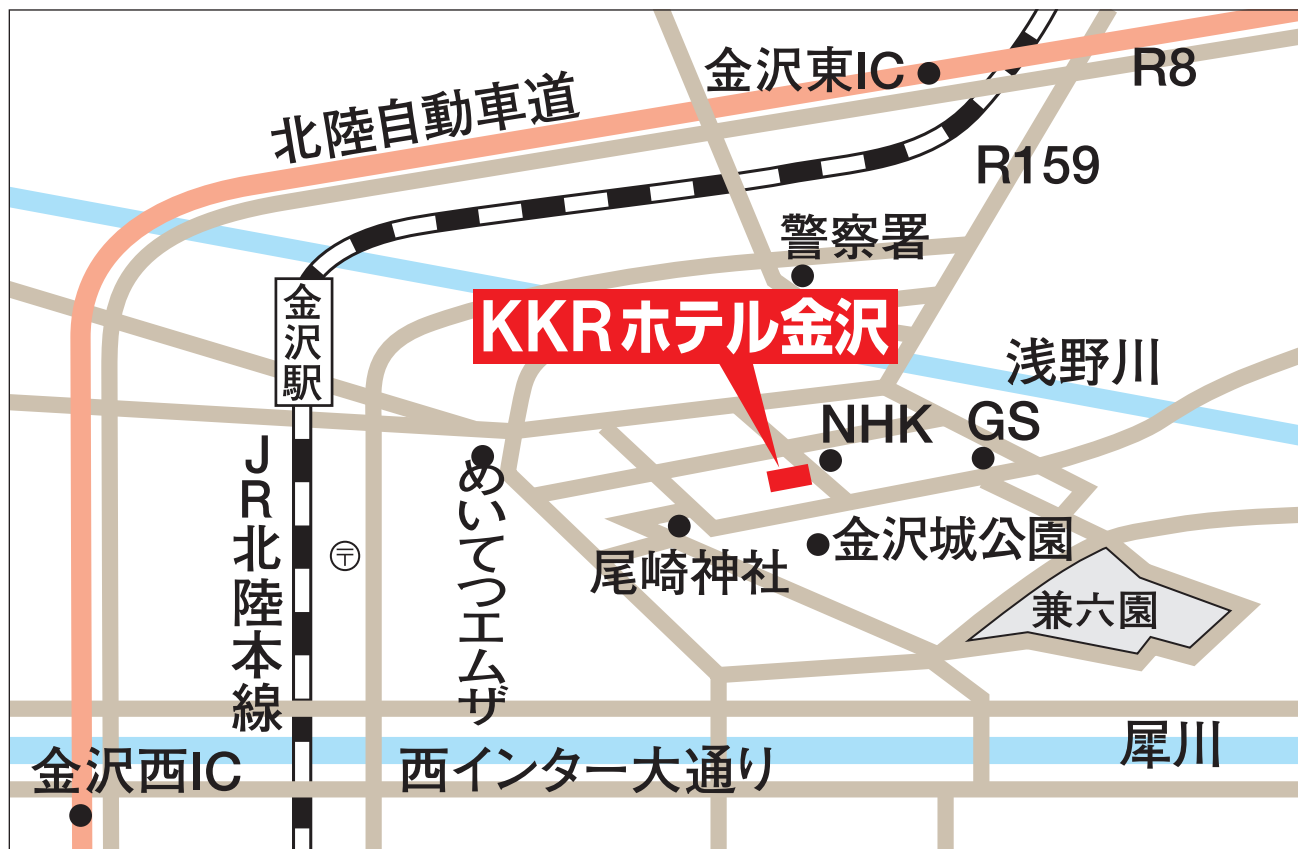 金沢東IC
R8
北陸自動車道
R159
警察署
金沢駅
KKRホテル金沢
浅野川
NHK
GS
JR北陸本線
めいてつエムザ
〒
尾崎神社
金沢城公園
兼六園
金沢西IC
西インター大通り
犀川